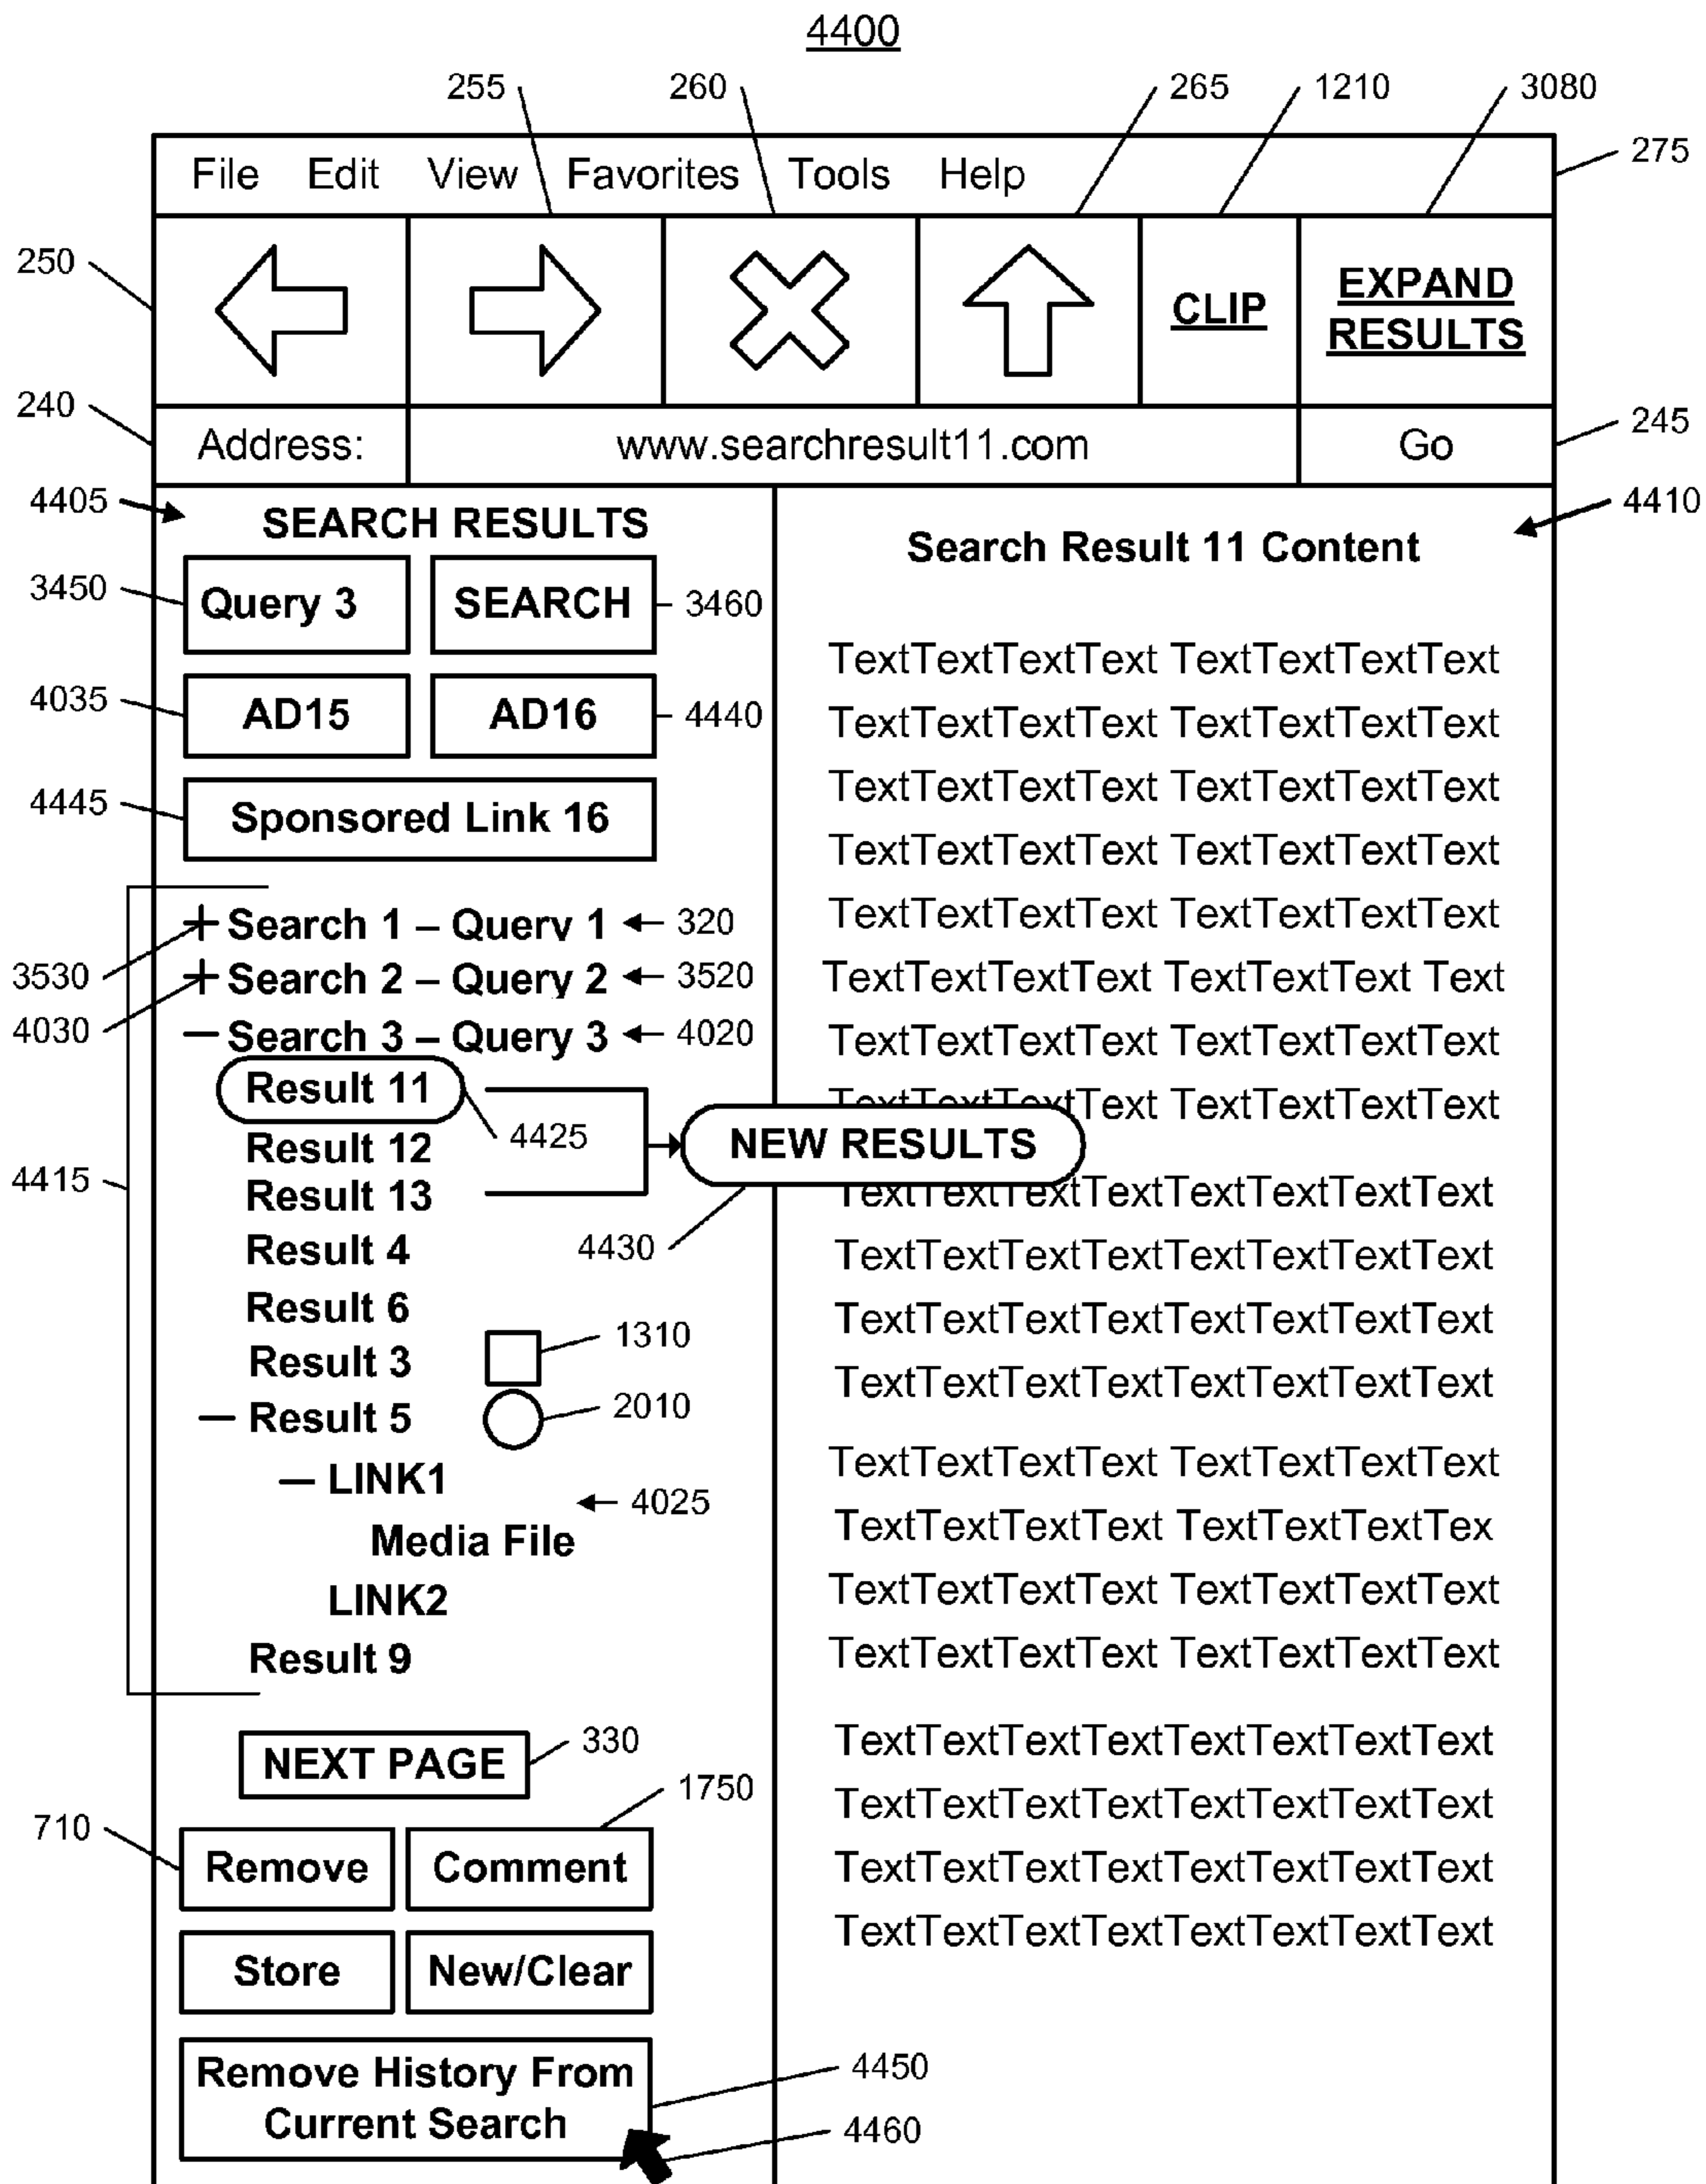 4400
255 260 265 1210 3080
File Edit View Favorites Tools Help 275
250 CLIP EXPAND
RESULTS
240 Address: www.searchresult11.com Go 245
4405 SEARCH RESULTS
3450 Query 3 SEARCH 3460
4035 AD15 AD16 4440
4445 Sponsored Link 16
+ Search 1 – Query 1 320
3530
+ Search 2 – Query 2 3520
4030
– Search 3 – Query 3 4020
Result 11
4425
Result 12
NEW RESULTS
4415
Result 13
Result 4 4430
Result 6
1310
Result 3
– Result 5 2010
– LINK1
4025
Media File
LINK2
Result 9
NEXT PAGE 330
1750
710
Remove Comment
Store New/Clear
Remove History From
Current Search
4450
4460
4410
Search Result 11 Content
TextTextTextText TextTextTextText
TextTextTextText TextTextTextText
TextTextTextText TextTextTextText
TextTextTextText TextTextTextText
TextTextTextText TextTextTextText
TextTextTextText TextTextText Text
TextTextTextText TextTextTextText
TextTextTextText TextTextTextText
TextTextTextTextTextTextTextText
TextTextTextTextTextTextTextText
TextTextTextTextTextTextTextText
TextTextTextTextTextTextTextText
TextTextTextText TextTextTextText
TextTextTextText TextTextTextTex
TextTextTextText TextTextTextText
TextTextTextText TextTextTextText
TextTextTextTextTextTextTextText
TextTextTextTextTextTextTextText
TextTextTextTextTextTextTextText
TextTextTextTextTextTextTextText